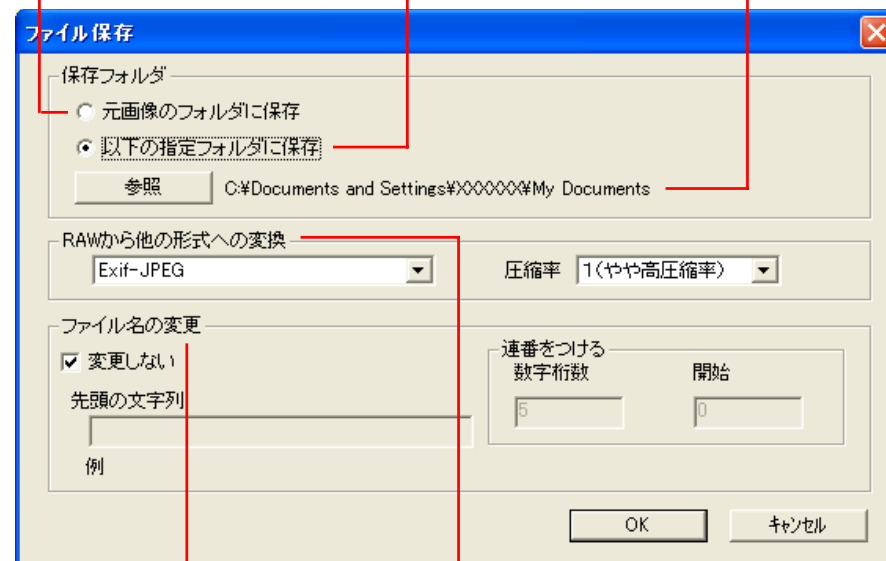 ファイル保存
保存フォルダ
元画像のフォルダに保存
以下の指定フォルダに保存
参照 C:¥Documents and Settings¥XXXXXX¥My Documents
RAWから他の形式への変換
Exif-JPEG 圧縮率 1(やや高圧縮率)
ファイル名の変更
変更しない
先頭の文字列
例
連番をつける
数字桁数 開始
5 0
OK キャンセル